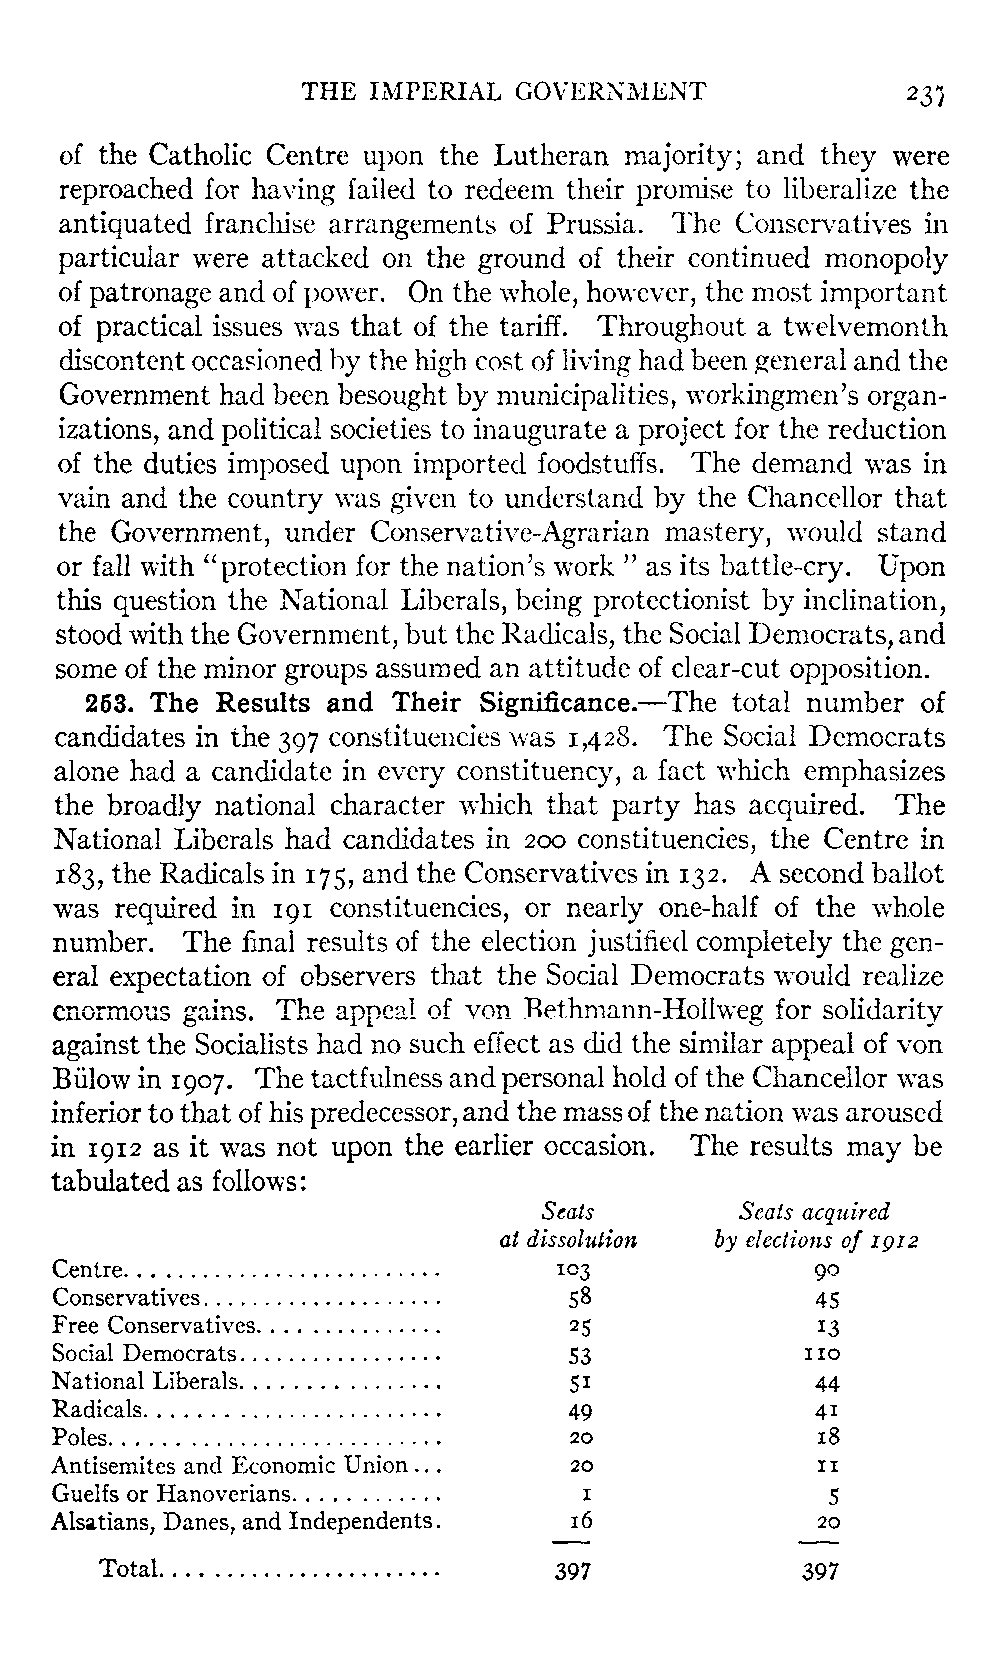 THE IMPERIAL GOVERNMENT 237
of the Catholic Centre upon the Lutheran majority; and they were
reproached for having failed to redeem their promise to liberalize the
antiquated franchise arrangements of Prussia. The Conservatives in
particular were attacked on the ground of their continued monopoly
of patronage and of power. On the whole, however, the most important
of practical issues was that of the tariff. Throughout a twelvemonth
discontent occasioned by the high cost of living had been general and the
Government had been besought by municipalities, workingmen's organ-
izations, and political societies to inaugurate a project for the reduction
of the duties imposed upon imported foodstuffs. The demand was in
vain and the country was given to understand by the Chancellor that
the Government, under Conservative-Agrarian mastery, would stand
or fall with "protection for the nation's work" as its battle-cry. Upon
this question the National Liberals, being protectionist by inclination,
stood with the Government, but the Radicals, the Social Democrats, and
some of the minor groups assumed an attitude of clear-cut opposition.
253. The Results and Their Significance.—The total number of
candidates in the 397 constituencies was 1,428. The Social Democrats
alone had a candidate in every constituency, a fact which emphasizes
the broadly national character which that party has acquired. The
National Liberals had candidates in 200 constituencies, the Centre in
183, the Radicals in 175, and the Conservatives in 132. A second ballot
was required in 191 constituencies, or nearly one-half of the whole
number. The final results of the election justified completely the gen-
eral expectation of observers that the Social Democrats would realize
enormous gains. The appeal of von Bethmann-Hollweg for solidarity
against the Socialists had no such effect as did the similar appeal of von
Bülow in 1907. The tactfulness and personal hold of the Chancellor was
inferior to that of his predecessor, and the mass of the nation was aroused
in 1912 as it was not upon the earlier occasion. The results may be
tabulated as follows:
Seats Seats acquired
at dissolution by elections of 1912
Centre.......................... 103 90
Conservatives.................... 58 45
Free Conservatives............... 25 13
Social Democrats................. 53 110
National Liberals................. 51 44
Radicals......................... 49 41
Poles............................ 20 18
Antisemites and Economic Union... 20 11
Guelfs or Hanoverians............ 1 5
Alsatians, Danes, and Independents. 16 20
Total....................... 397 397